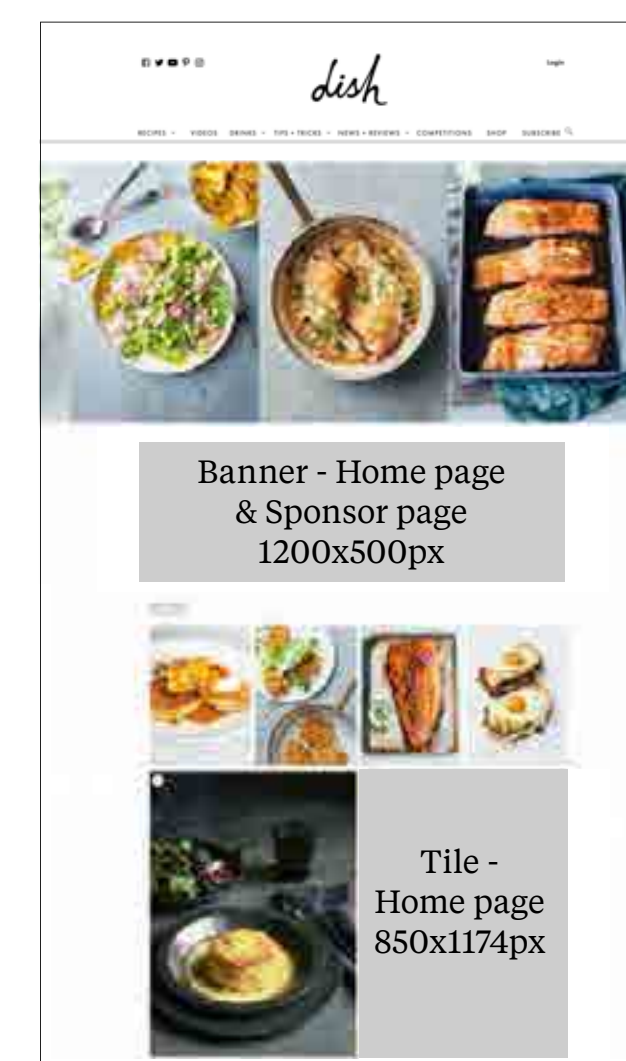 dish
Login
RECIPES VIDEOS DRINKS TIPS + TRICKS NEWS + REVIEWS COMPETITIONS SHOP SUBSCRIBE
Banner - Home page
& Sponsor page
1200x500px
Tile -
Home page
850x1174px